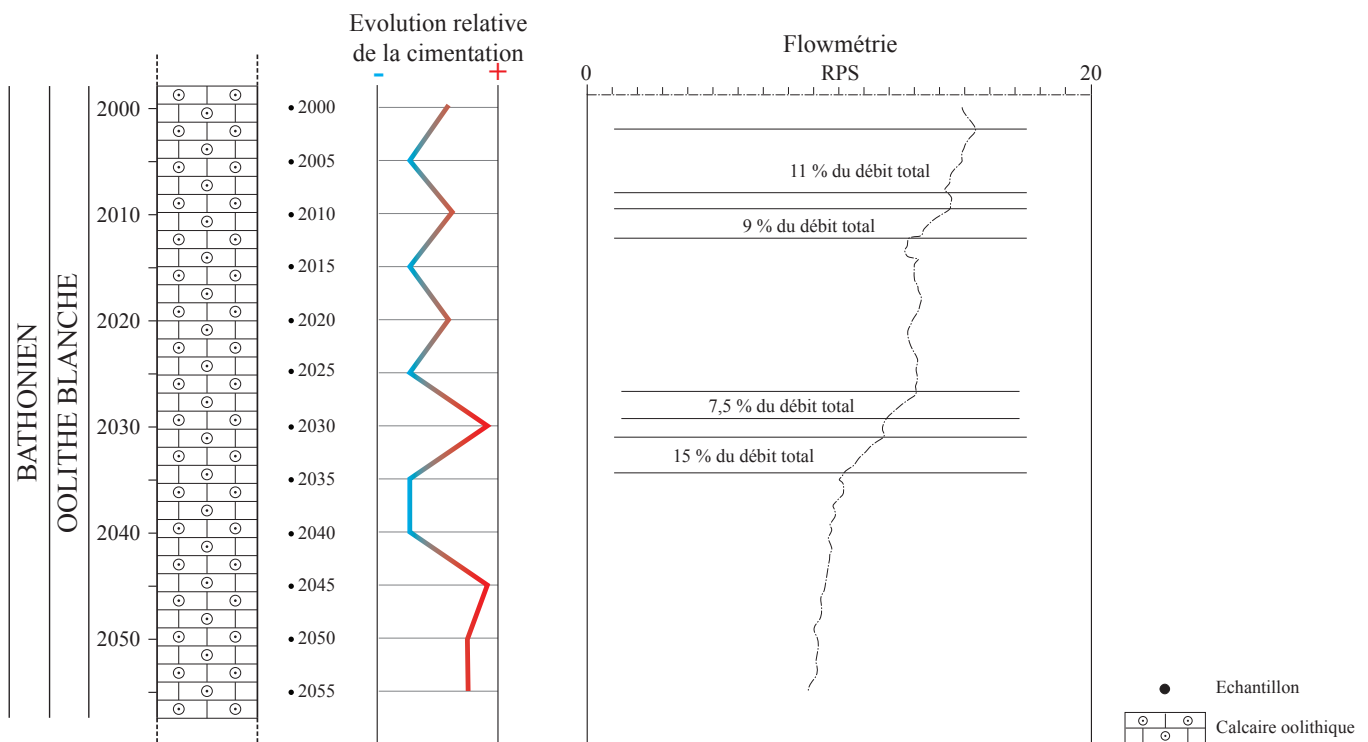 Evolution relative
de la cimentation
- +
Flowmétrie
0 RPS 20
BATHONIEN
OOLITHE BLANCHE
2000
2010
2020
2030
2040
2050
2000
2005
2010
2015
2020
2025
2030
2035
2040
2045
2050
2055
11 % du débit total
9 % du débit total
7,5 % du débit total
15 % du débit total
Echantillon
Calcaire oolithique